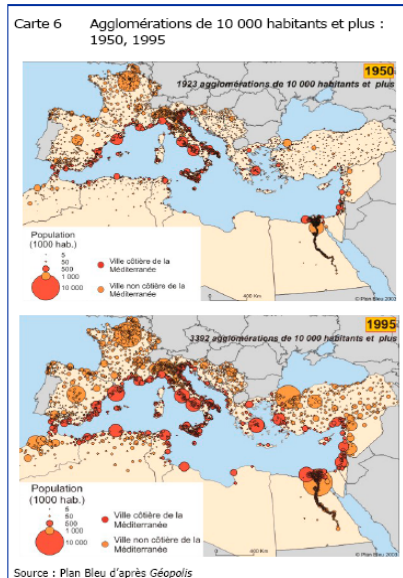 Carte 6 Agglomérations de 10 000 habitants et plus :
1950, 1995
1950
1923 agglomérations de 10 000 habitants et plus
Population
(1000 hab.)
5
50
500
1 000
10 000
Ville côtière de la
Méditerranée
Ville non côtière de la
Méditerranée
0 400 Km
© Plan Bleu 2003
1995
3392 agglomérations de 10 000 habitants et plus
Population
(1000 hab.)
5
50
500
1 000
10 000
Ville côtière de la
Méditerranée
Ville non côtière de la
Méditerranée
0 400 Km
© Plan Bleu 2003
Source : Plan Bleu d'après Géopolis